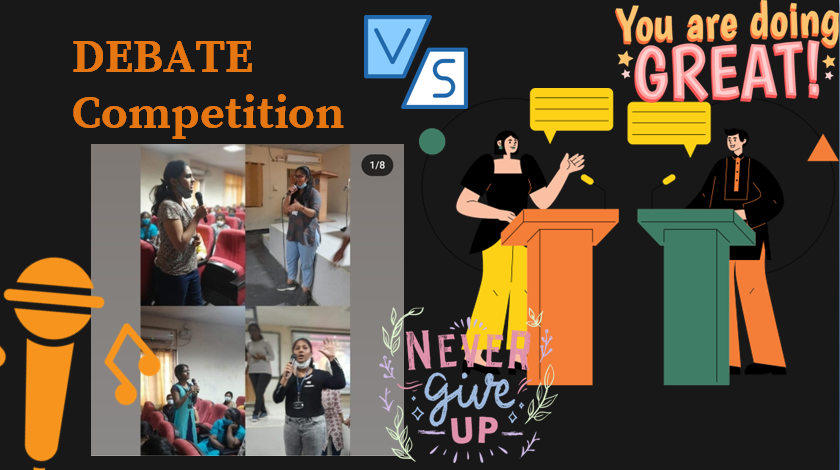 DEBATE
Competition
VS
You are doing
GREAT!
1/8
NEVER
Give
UP